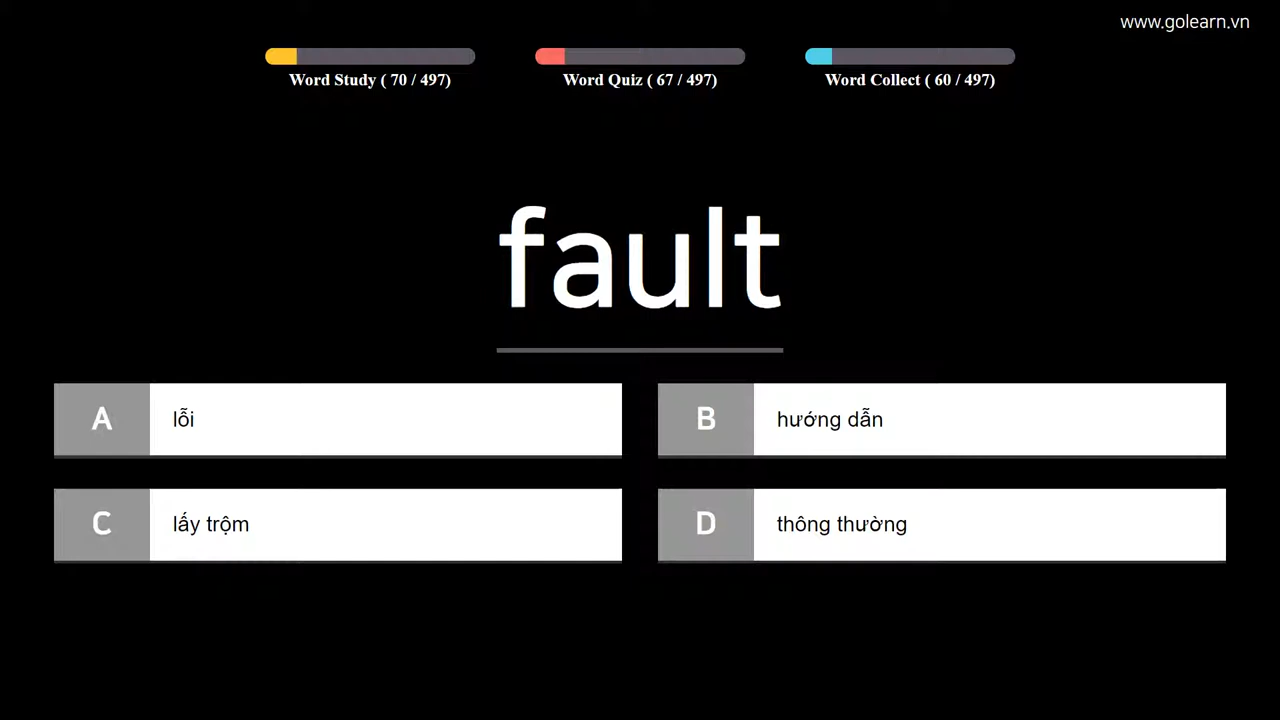 www.golearn.vn
Word Study ( 70 / 497)
Word Quiz ( 67 / 497)
Word Collect ( 60 / 497)
fault
A lỗi
B hướng dẫn
C lấy trộm
D thông thường